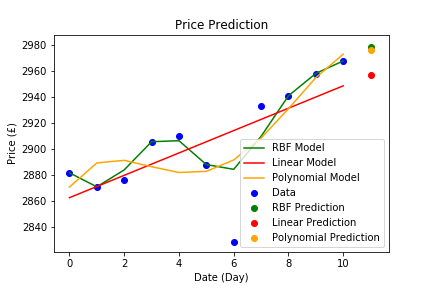 Price Prediction
2980
2960
2940
2920
2900
2880
2860
2840
Price (£)
0
2
4
6
8
10
Date (Day)
RBF Model
Linear Model
Polynomial Model
Data
RBF Prediction
Linear Prediction
Polynomial Prediction